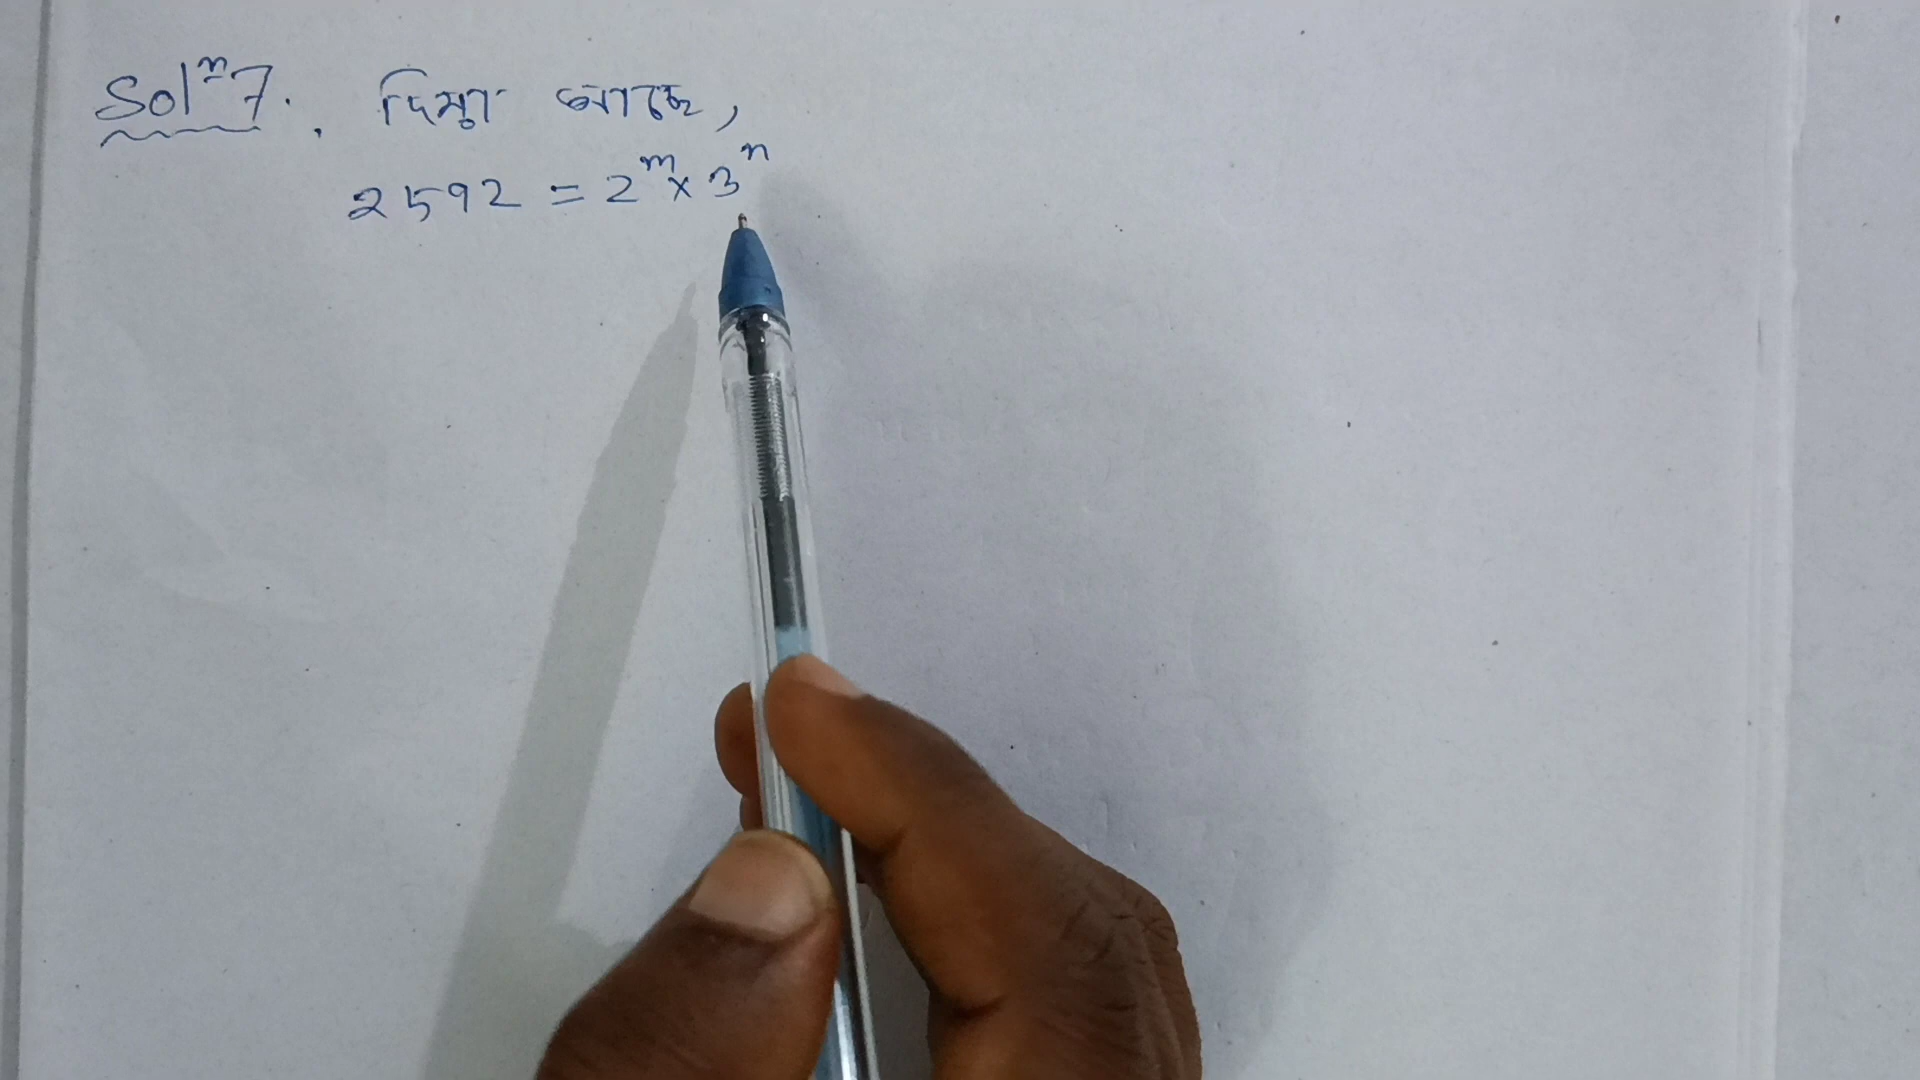 Solⁿ 7. দিয়া আছে,
2592 = 2ᵐ × 3ⁿ